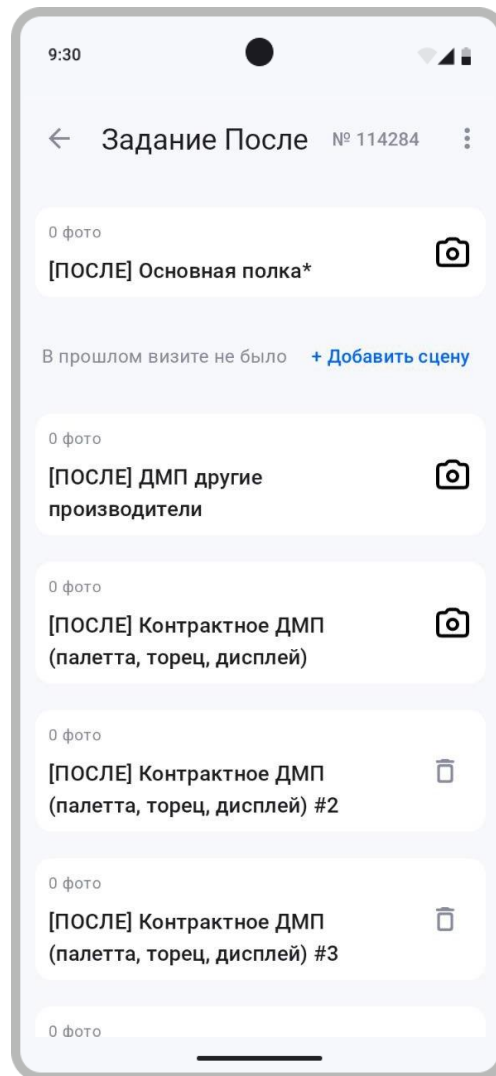 9:30
Задание После № 114284
0 фото
[ПОСЛЕ] Основная полка*
В прошлом визите не было + Добавить сцену
0 фото
[ПОСЛЕ] ДМП другие
производители
0 фото
[ПОСЛЕ] Контрактное ДМП
(палетта, торец, дисплей)
0 фото
[ПОСЛЕ] Контрактное ДМП
(палетта, торец, дисплей) #2
0 фото
[ПОСЛЕ] Контрактное ДМП
(палетта, торец, дисплей) #3
0 фото